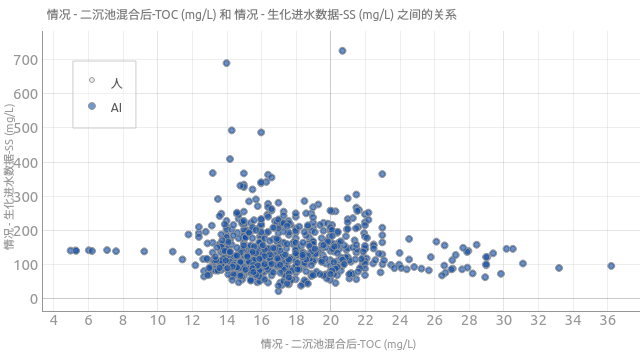 情况 - 二沉池混合后-TOC (mg/L) 和 情况 - 生化进水数据-SS (mg/L) 之间的关系
人
AI
700
600
500
400
300
200
100
0
情况 - 生化进水数据-SS (mg/L)
4 6 8 10 12 14 16 18 20 22 24 26 28 30 32 34 36
情况 - 二沉池混合后-TOC (mg/L)